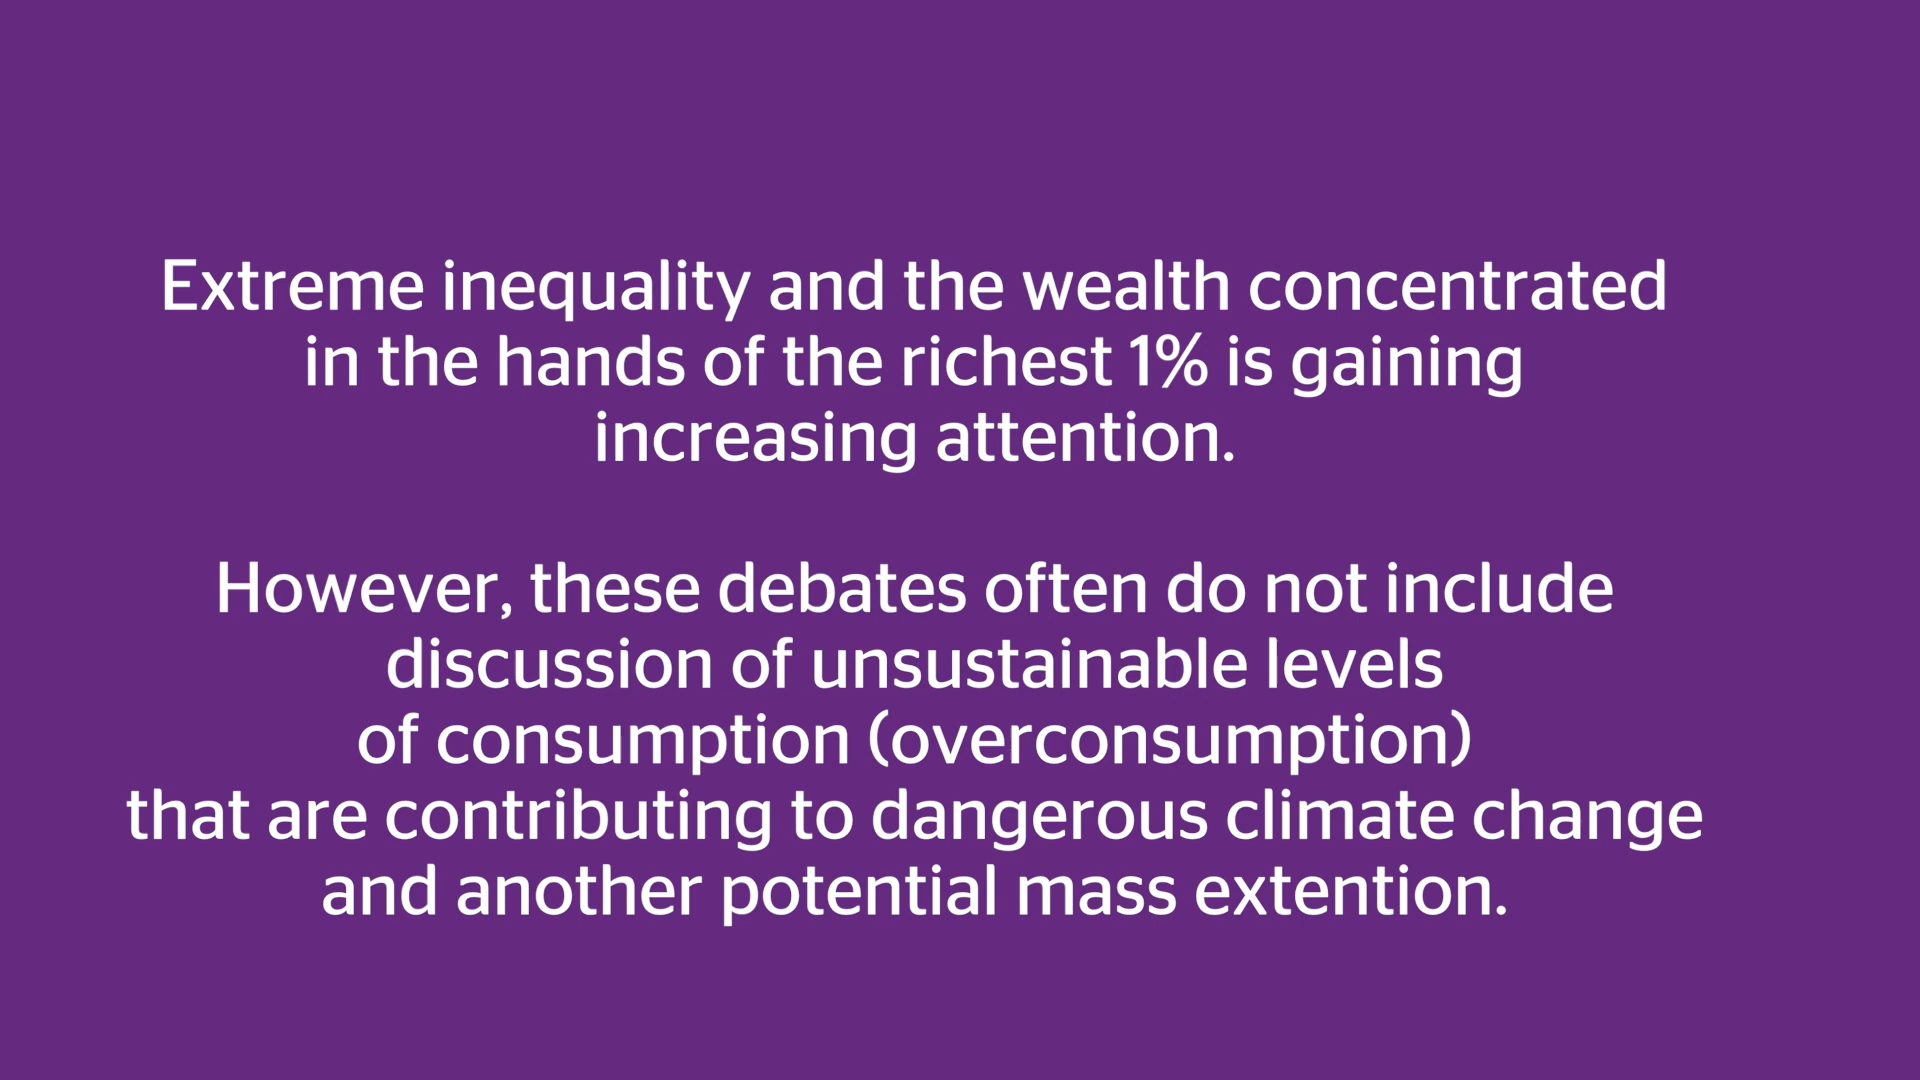 Extreme inequality and the wealth concentrated
in the hands of the richest 1% is gaining
increasing attention.
However, these debates often do not include
discussion of unsustainable levels
of consumption (overconsumption)
that are contributing to dangerous climate change
and another potential mass extention.